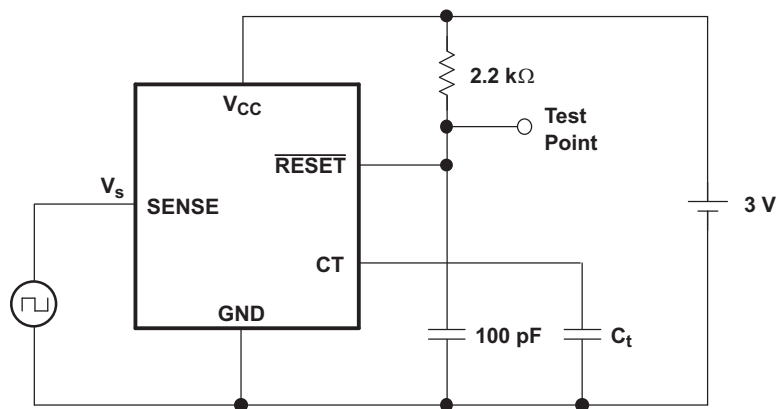 2.2 kΩ
VCC
Test
Point
RESET
Vs
SENSE
3 V
CT
GND
100 pF
Ct